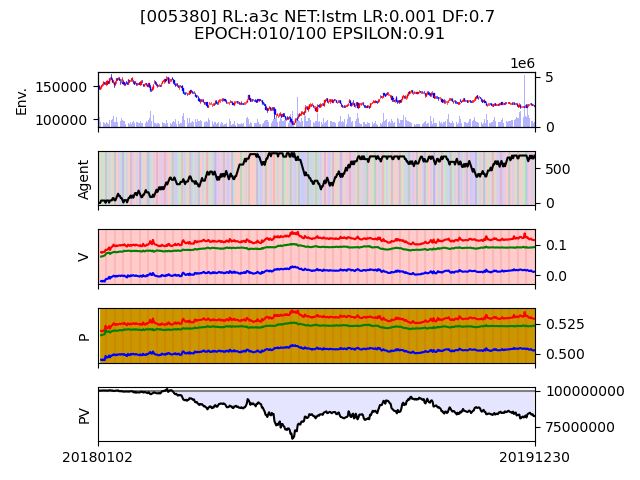 [005380] RL:a3c NET:lstm LR:0.001 DF:0.7
EPOCH:010/100 EPSILON:0.91
1e6
Env.
150000
100000
5
0
Agent
500
0
V
0.1
0.0
P
0.525
0.500
PV
100000000
75000000
20180102
20191230